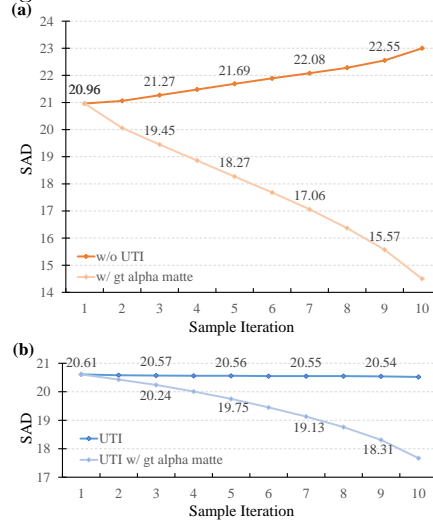 (a)
24
23
22
21
20
19
18
17
16
15
14
SAD
20.96
21.27
21.69
22.08
22.55
19.45
18.27
17.06
15.57
w/o UTI
w/ gt alpha matte
1 2 3 4 5 6 7 8 9 10
Sample Iteration
(b)
21
20
19
18
17
SAD
20.61
20.57
20.56
20.55
20.54
20.24
19.75
19.13
18.31
UTI
UTI w/ gt alpha matte
1 2 3 4 5 6 7 8 9 10
Sample Iteration